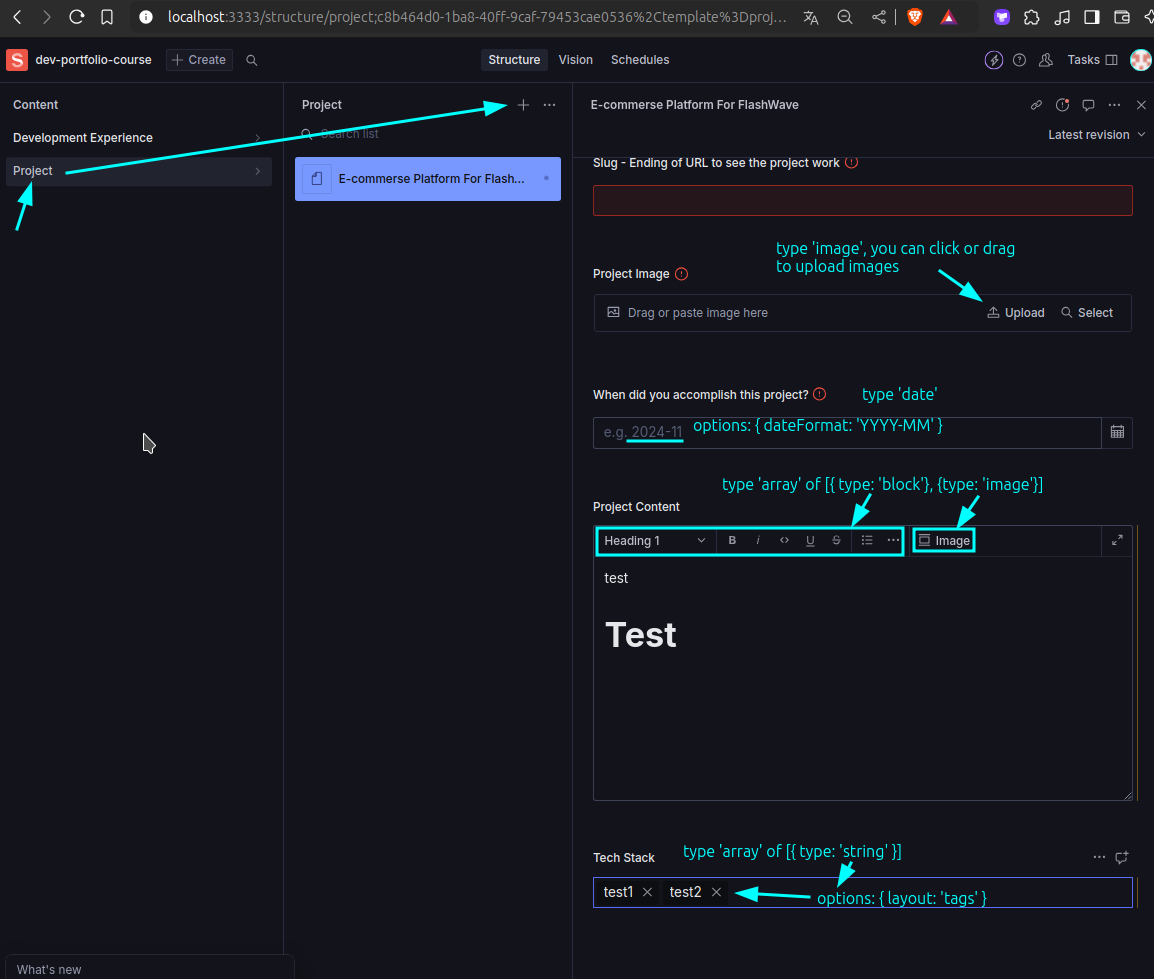 localhost:3333/structure/project;c8b464d0-1ba8-40ff-9caf-79453cae0536%2Ctemplate%3Dproj...
S dev-portfolio-course + Create Structure Vision Schedules Tasks
Content
Development Experience
Project
Project
Search list
E-commerse Platform For Flash...
E-commerse Platform For FlashWave
Latest revision
Slug - Ending of URL to see the project work
type 'image', you can click or drag
to upload images
Project Image
Drag or paste image here Upload Select
When did you accomplish this project? type 'date'
e.g. 2024-11 options: { dateFormat: 'YYYY-MM' }
type 'array' of [{ type: 'block'}, {type: 'image'}]
Project Content
Heading 1 B i <> U S Image
test
Test
Tech Stack type 'array' of [{ type: 'string' }]
test1 test2 options: { layout: 'tags' }
What's new